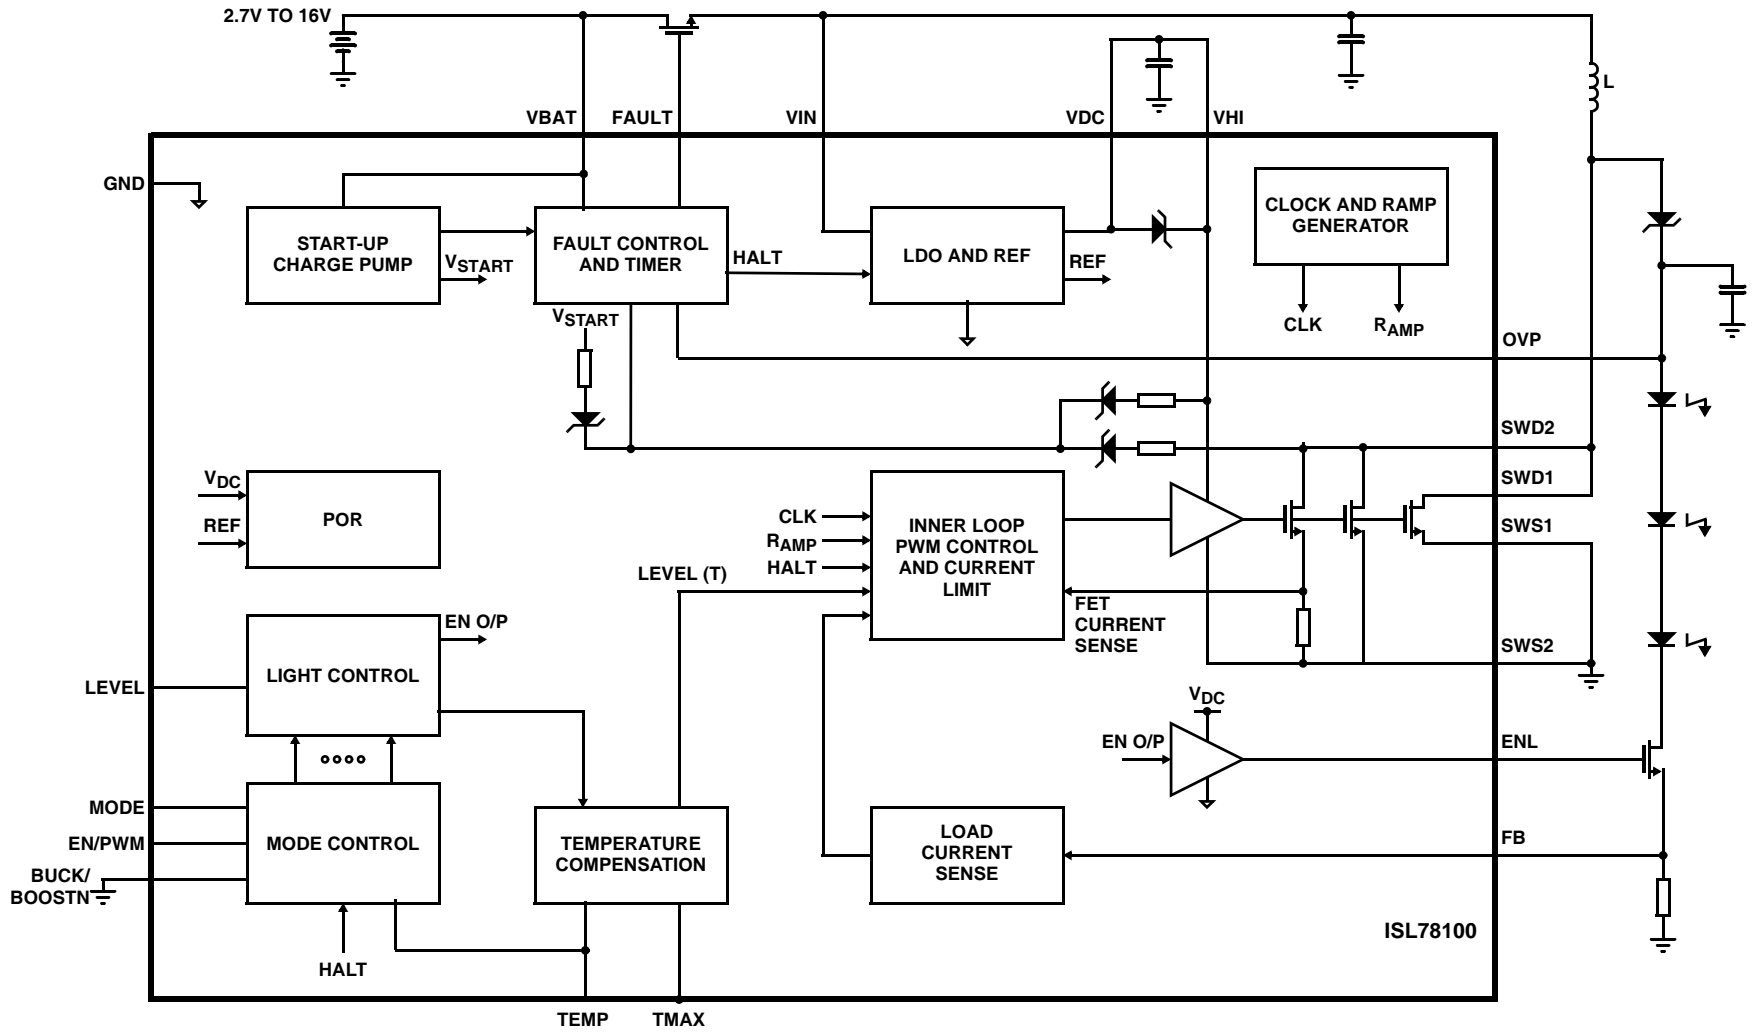 2.7V TO 16V
L
VBAT
FAULT
VIN
VDC
VHI
GND
START-UP
CHARGE PUMP
VSTART
FAULT CONTROL
AND TIMER
HALT
LDO AND REF
REF
CLOCK AND RAMP
GENERATOR
CLK
RAMP
VSTART
OVP
SWD2
SWD1
SWS1
SWS2
VDC
REF
POR
CLK
RAMP
HALT
LEVEL (T)
INNER LOOP
PWM CONTROL
AND CURRENT
LIMIT
FET
CURRENT
SENSE
EN O/P
LIGHT CONTROL
LEVEL
VDC
EN O/P
ENL
MODE
EN/PWM
BUCK/
BOOSTN
MODE CONTROL
TEMPERATURE
COMPENSATION
LOAD
CURRENT
SENSE
FB
HALT
ISL78100
TEMP
TMAX